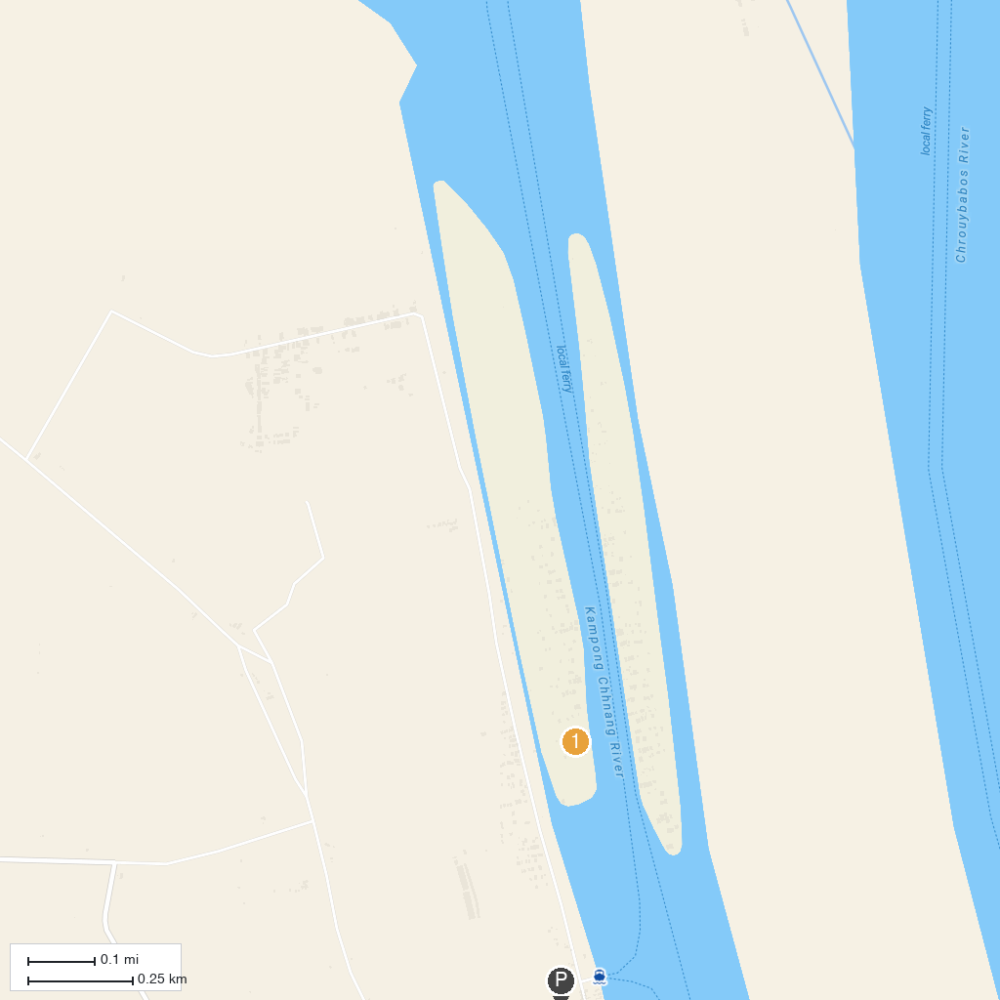 local ferry
Chrouybabos River
local ferry
Kampong Chhnang River
1
0.1 mi
0.25 km
P